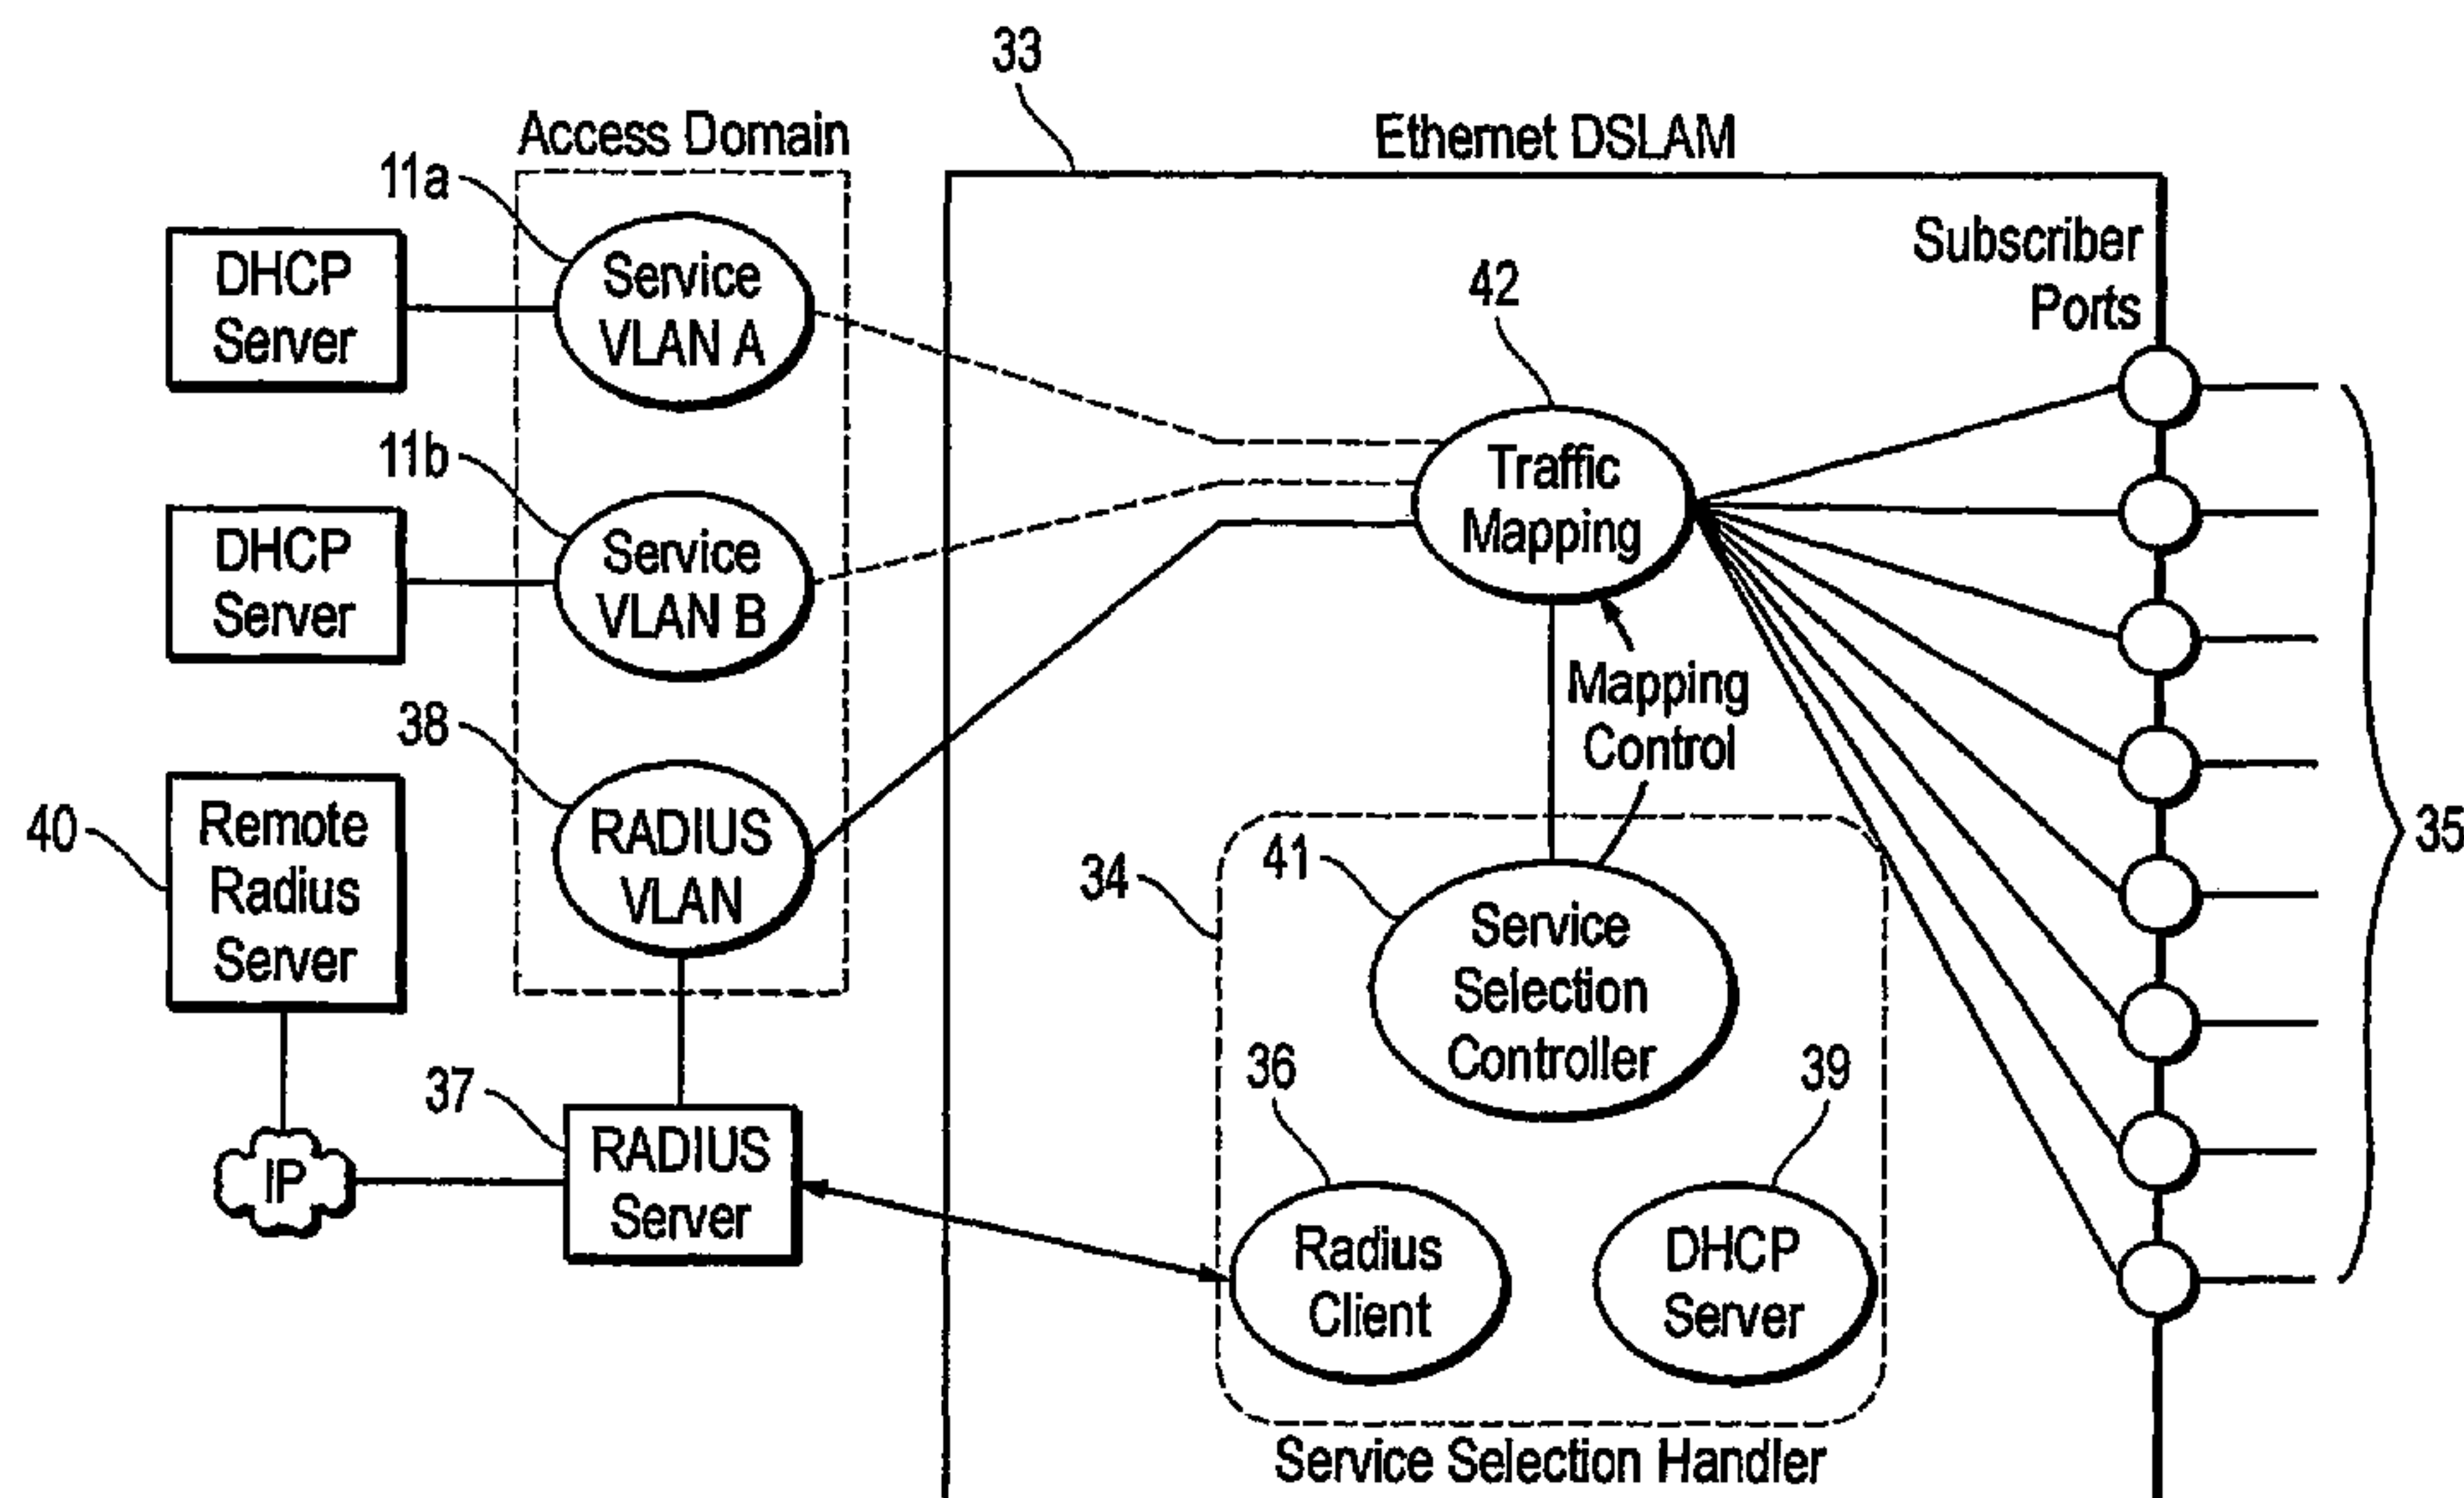 33
Access Domain
Ethernet DSLAM
11a
DHCP
Server
Service
VLAN A
Subscriber
Ports
42
11b
DHCP
Server
Service
VLAN B
Traffic
Mapping
Mapping
Control
38
40
Remote
Radius
Server
RADIUS
VLAN
34
41
Service
Selection
Controller
35
37
IP
RADIUS
Server
36
39
Radius
Client
DHCP
Server
Service Selection Handler